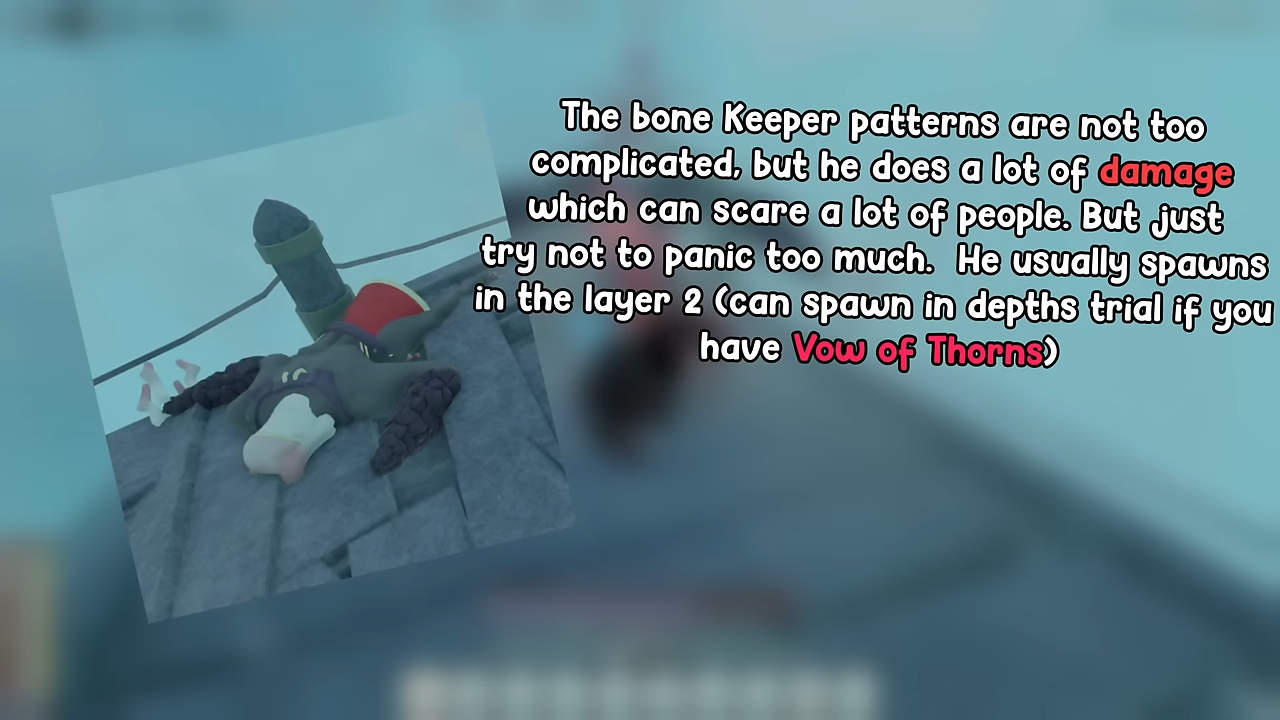 The bone Keeper patterns are not too
complicated, but he does a lot of damage
which can scare a lot of people. But just
try not to panic too much. He usually spawns
in the layer 2 (can spawn in depths trial if you
have Vow of Thorns)